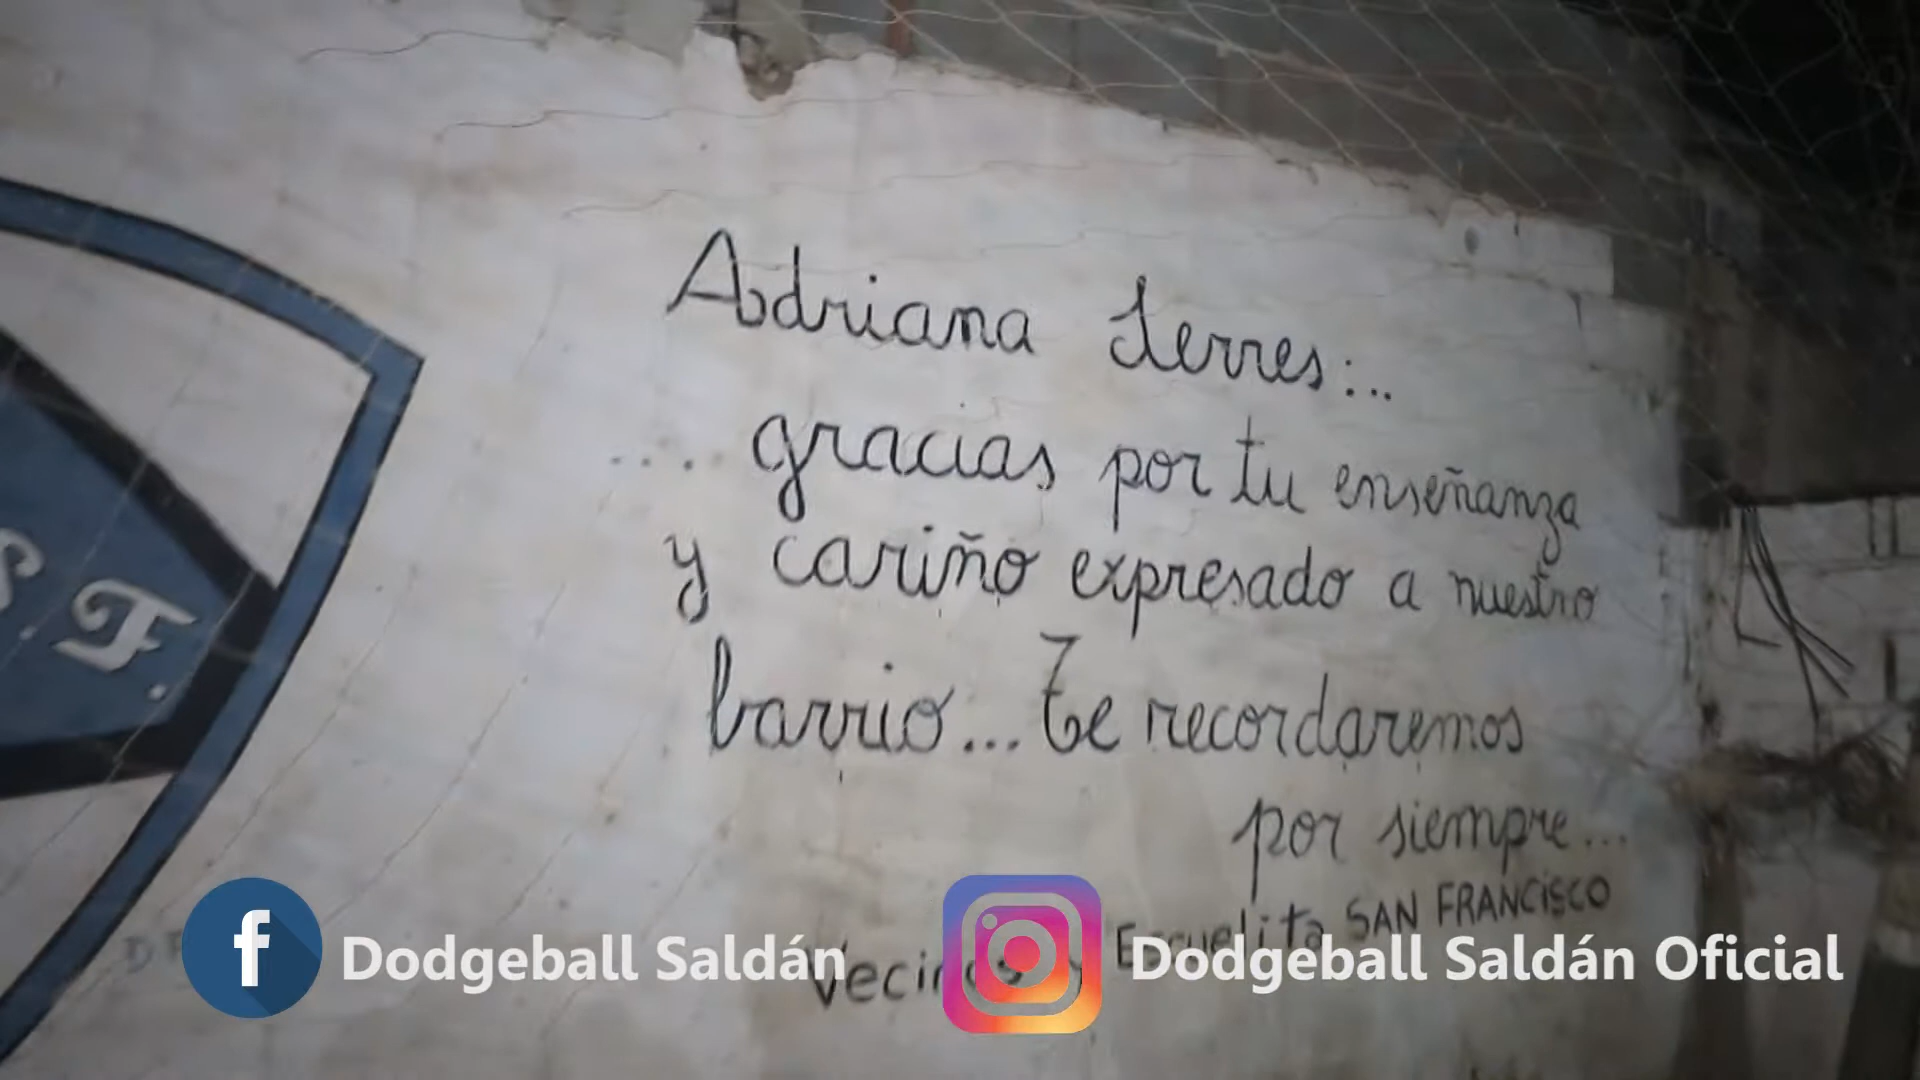 Adriana Terres:..
.... gracias por tu enseñanza
y cariño expresado a nuestro
barrio... te recordaremos
por siempre...
Vecinos y Escuelita SAN FRANCISCO
S. F.
Dodgeball Saldán
Dodgeball Saldán Oficial